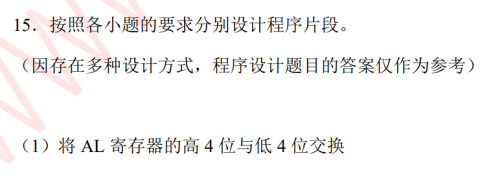 15．按照各小题的要求分别设计程序片段。
（因存在多种设计方式，程序设计题目的答案仅作为参考）
（1）将 AL 寄存器的高 4 位与低 4 位交换